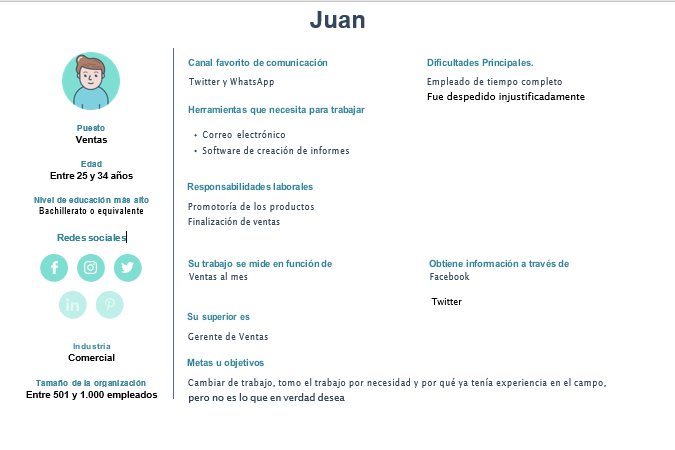 Juan
Puesto
Ventas
Edad
Entre 25 y 34 años
Nivel de educación más alto
Bachillerato o equivalente
Redes sociales
f
in
Industria
Comercial
Tamaño de la organización
Entre 501 y 1.000 empleados
Canal favorito de comunicación
Twitter y WhatsApp
Herramientas que necesita para trabajar
• Correo electrónico
• Software de creación de informes
Responsabilidades laborales
Promotoría de los productos
Finalización de ventas
Su trabajo se mide en función de
Ventas al mes
Su superior es
Gerente de Ventas
Metas u objetivos
Cambiar de trabajo, tomo el trabajo por necesidad y por qué ya tenía experiencia en el campo,
pero no es lo que en verdad desea
Dificultades Principales.
Empleado de tiempo completo
Fue despedido injustificadamente
Obtiene información a través de
Facebook
Twitter